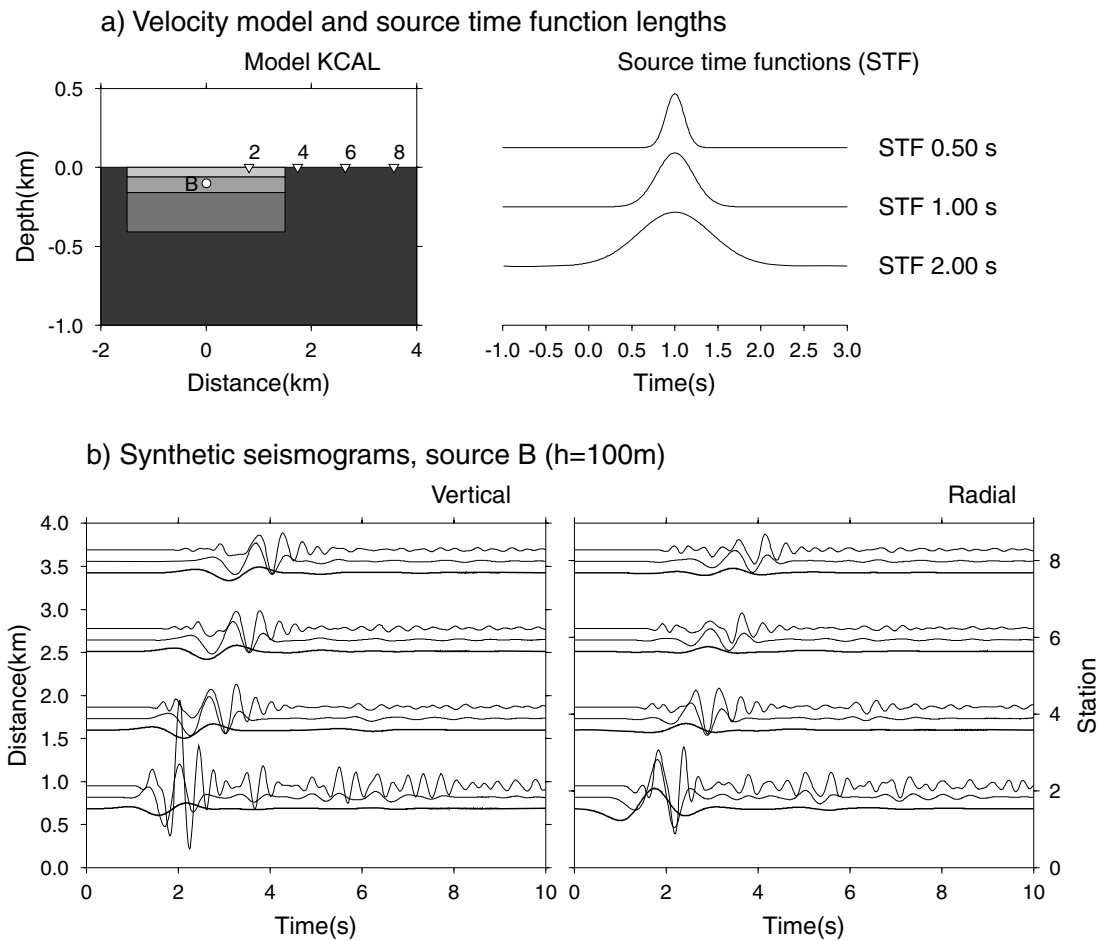 a) Velocity model and source time function lengths
Model KCAL
Source time functions (STF)
0.5
0.0
-0.5
-1.0
Depth(km)
2 4 6 8
B
-2 0 2 4
Distance(km)
STF 0.50 s
STF 1.00 s
STF 2.00 s
-1.0 -0.5 0.0 0.5 1.0 1.5 2.0 2.5 3.0
Time(s)
b) Synthetic seismograms, source B (h=100m)
Vertical
Radial
4.0
3.5
3.0
2.5
2.0
1.5
1.0
0.5
0.0
Distance(km)
0 2 4 6 8 10
Time(s)
0 2 4 6 8 10
Time(s)
8
6
4
2
0
Station